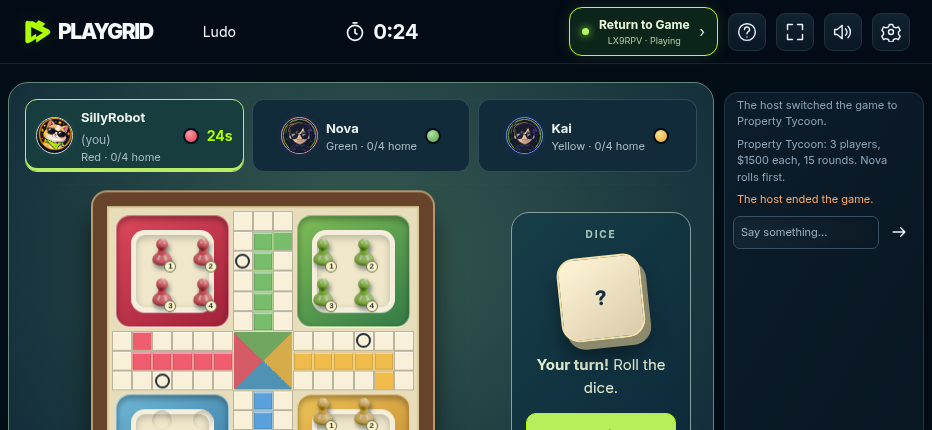 PLAYGRID
Ludo
0:24
Return to Game
LX9RPV · Playing
›
SillyRobot
(you)
Red · 0/4 home
24s
Nova
Green · 0/4 home
Kai
Yellow · 0/4 home
1
2
3
4
1
2
3
4
1
2
DICE
?
Your turn! Roll the
dice.
The host switched the game to
Property Tycoon.
Property Tycoon: 3 players,
$1500 each, 15 rounds. Nova
rolls first.
The host ended the game.
Say something...